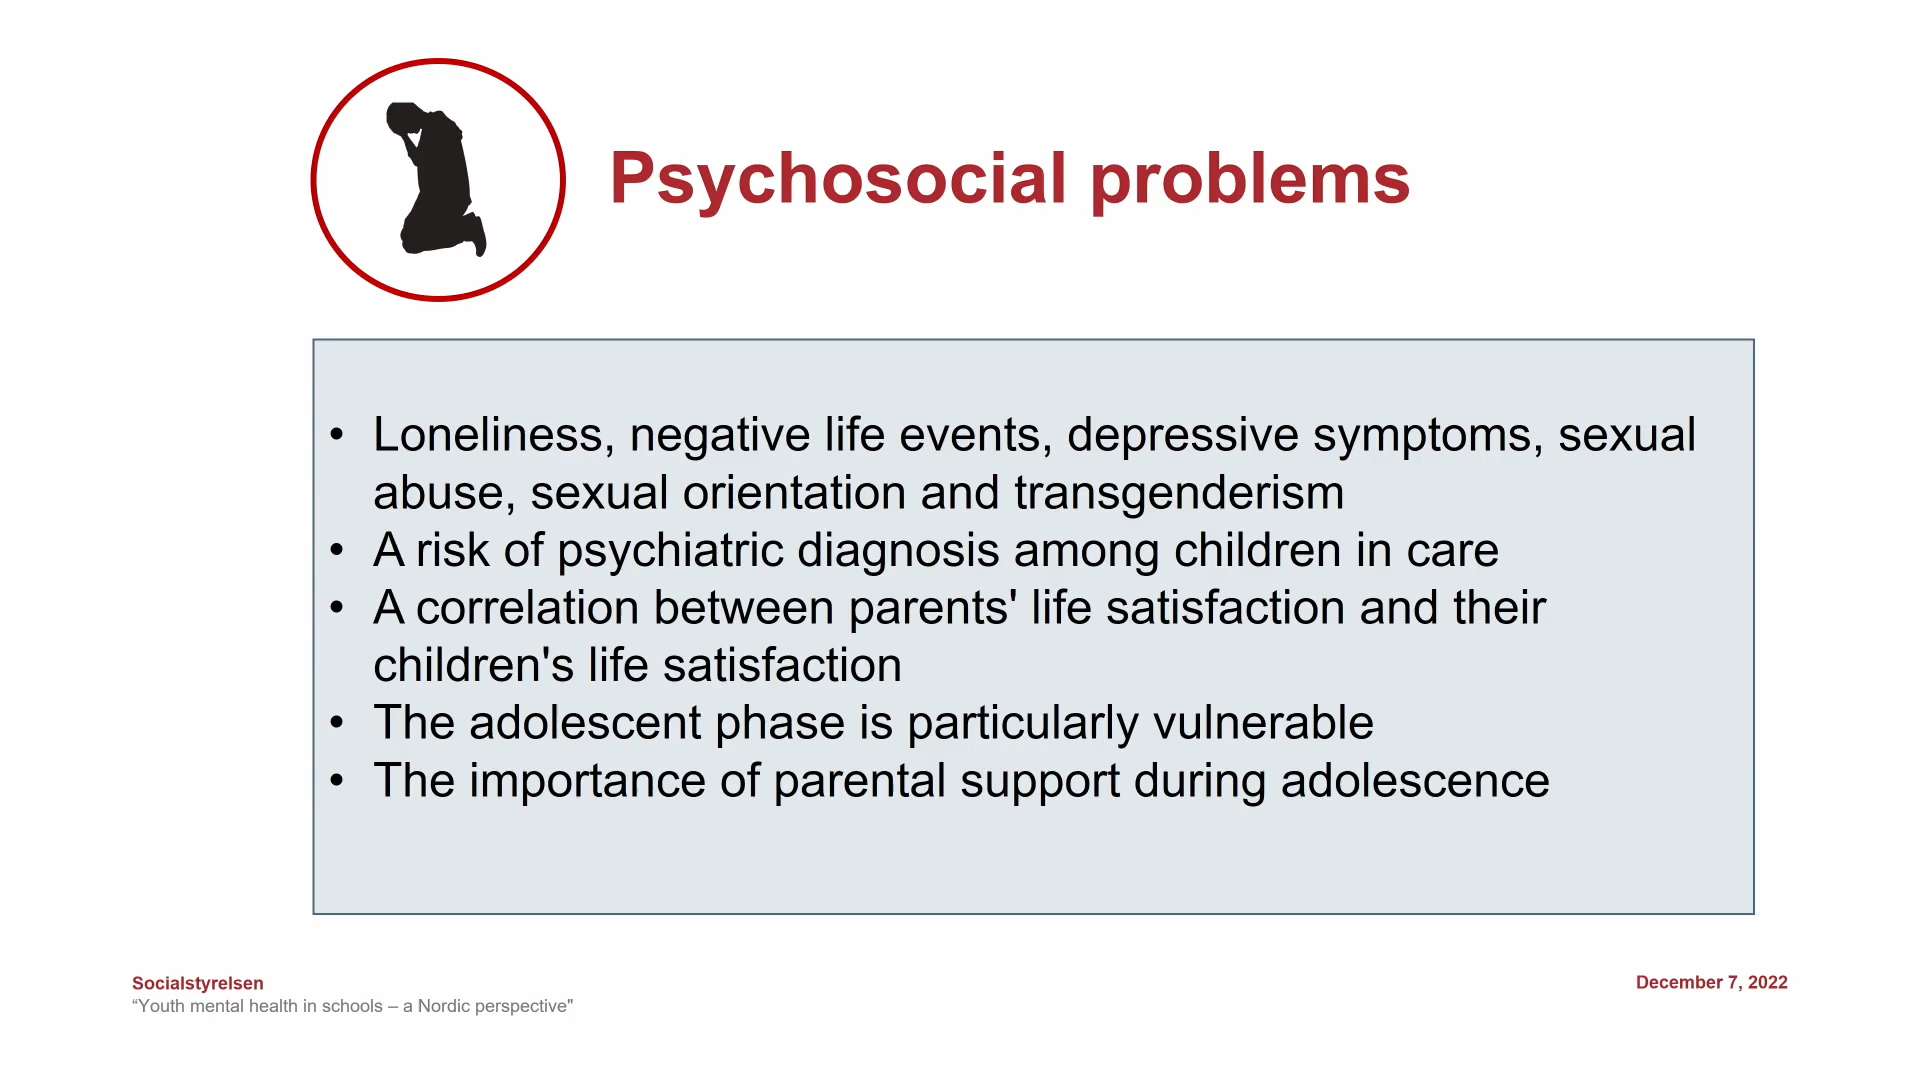 Psychosocial problems
• Loneliness, negative life events, depressive symptoms, sexual
abuse, sexual orientation and transgenderism
• A risk of psychiatric diagnosis among children in care
• A correlation between parents' life satisfaction and their
children's life satisfaction
• The adolescent phase is particularly vulnerable
• The importance of parental support during adolescence
Socialstyrelsen
“Youth mental health in schools – a Nordic perspective"
December 7, 2022